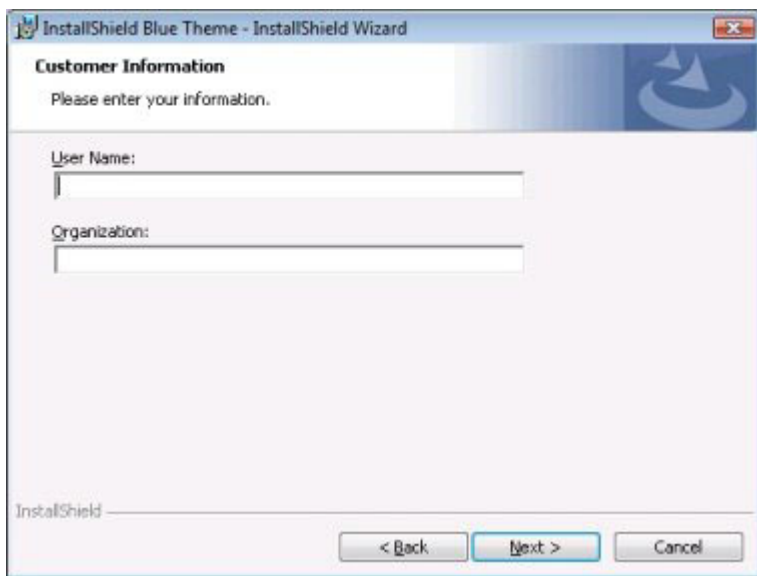 InstallShield Blue Theme - InstallShield Wizard
Customer Information
Please enter your information.
User Name:
Organization:
InstallShield
< Back Next > Cancel